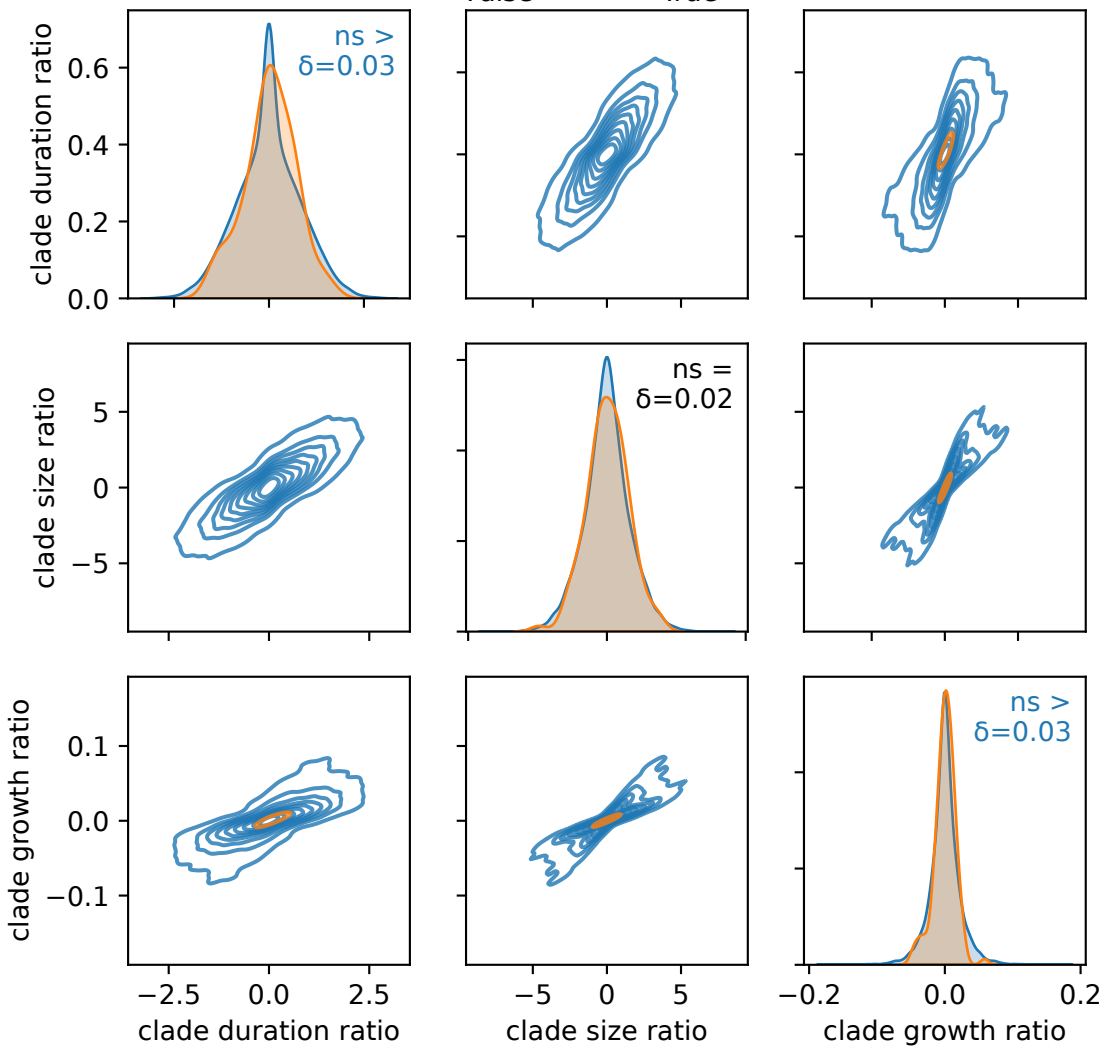 True
ns >
δ=0.03
clade duration ratio
0.6
0.4
0.2
0.0
ns =
δ=0.02
clade size ratio
5
0
−5
ns >
δ=0.03
clade growth ratio
0.1
0.0
−0.1
−2.5 0.0 2.5
−5 0 5
−0.2 0.0 0.2
clade duration ratio
clade size ratio
clade growth ratio